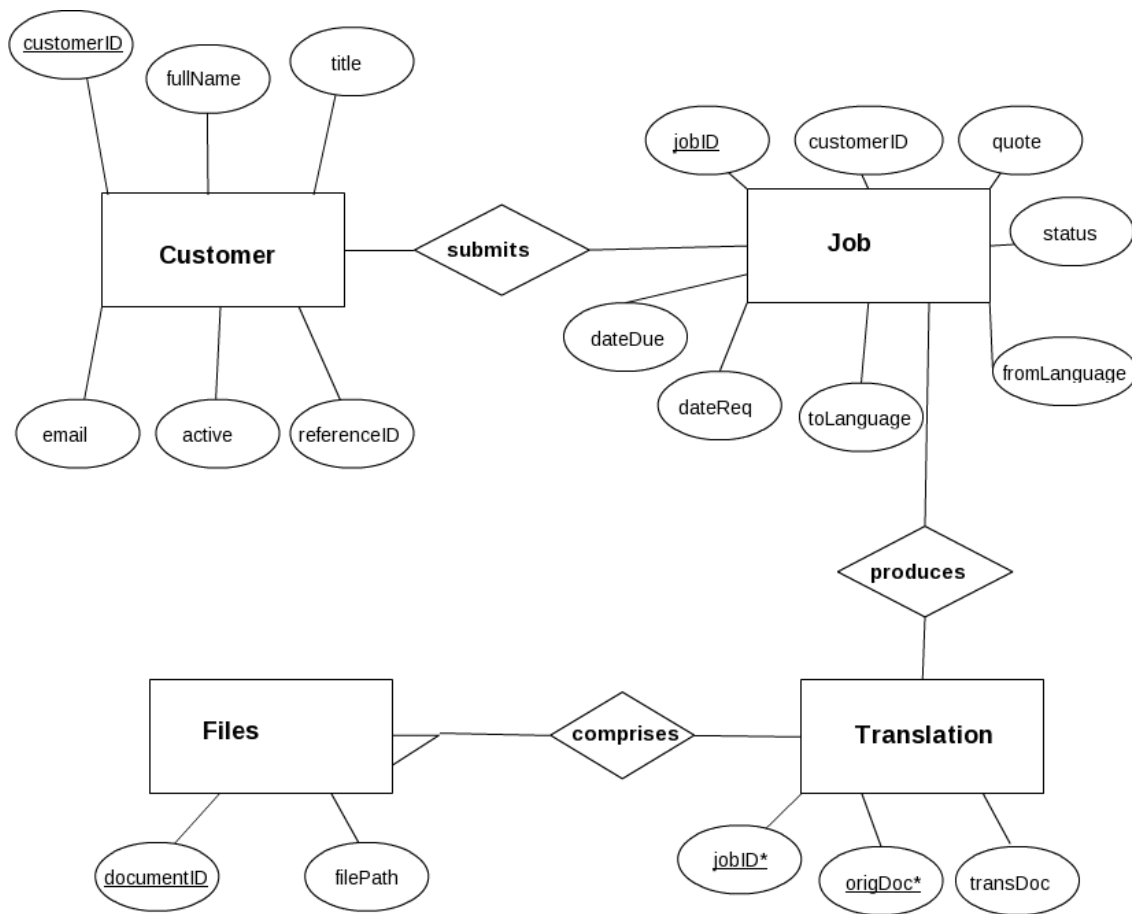 customerID
fullName
title
jobID
customerID
quote
status
Customer
submits
Job
dateDue
dateReq
toLanguage
fromLanguage
email
active
referenceID
produces
Files
comprises
Translation
documentID
filePath
jobID*
origDoc*
transDoc